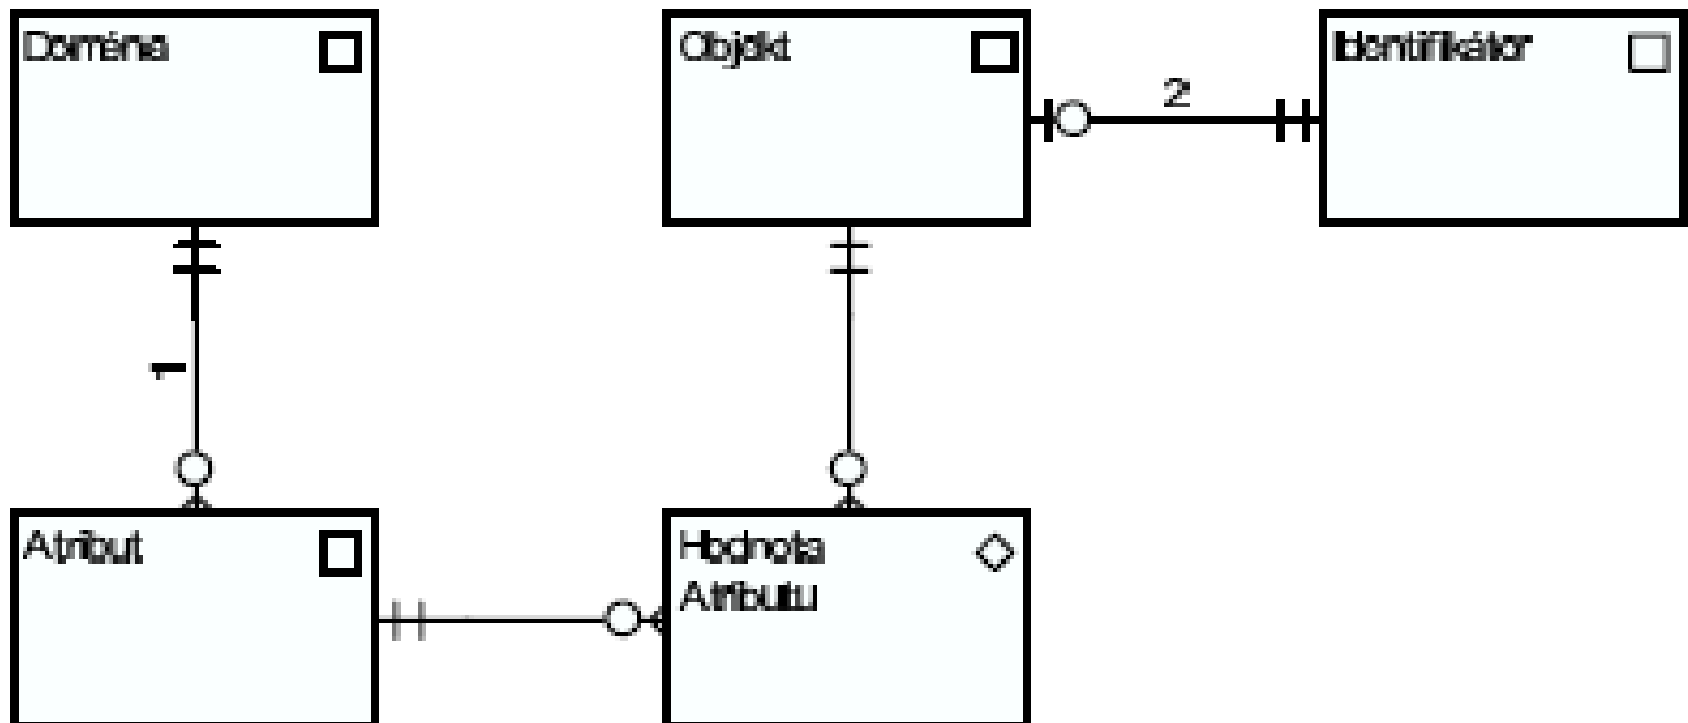 Doména
Objekt
Identifikátor
2
1
Atribut
Hodnota
Atributu